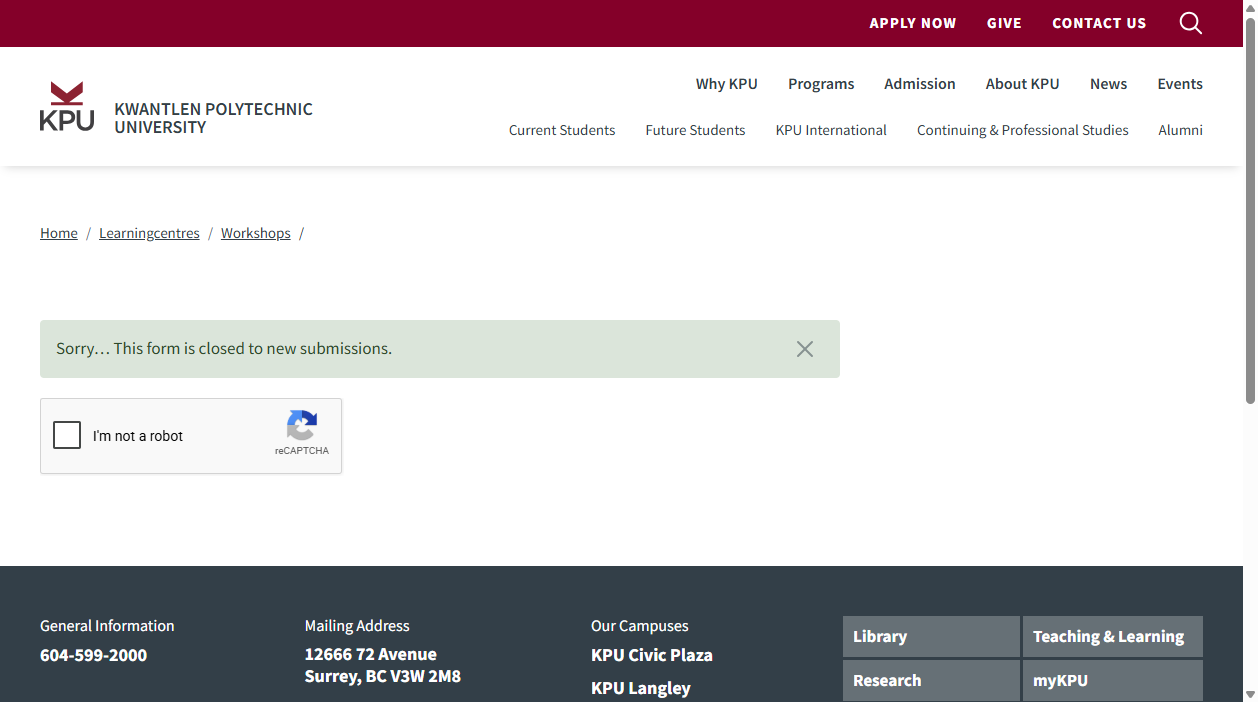 APPLY NOW GIVE CONTACT US
Why KPU Programs Admission About KPU News Events
KPU
KWANTLEN POLYTECHNIC
UNIVERSITY
Current Students Future Students KPU International Continuing & Professional Studies Alumni
Home / Learningcentres / Workshops /
Sorry… This form is closed to new submissions.
I'm not a robot
reCAPTCHA
General Information
604-599-2000
Mailing Address
12666 72 Avenue
Surrey, BC V3W 2M8
Our Campuses
KPU Civic Plaza
KPU Langley
Library
Teaching & Learning
Research
myKPU